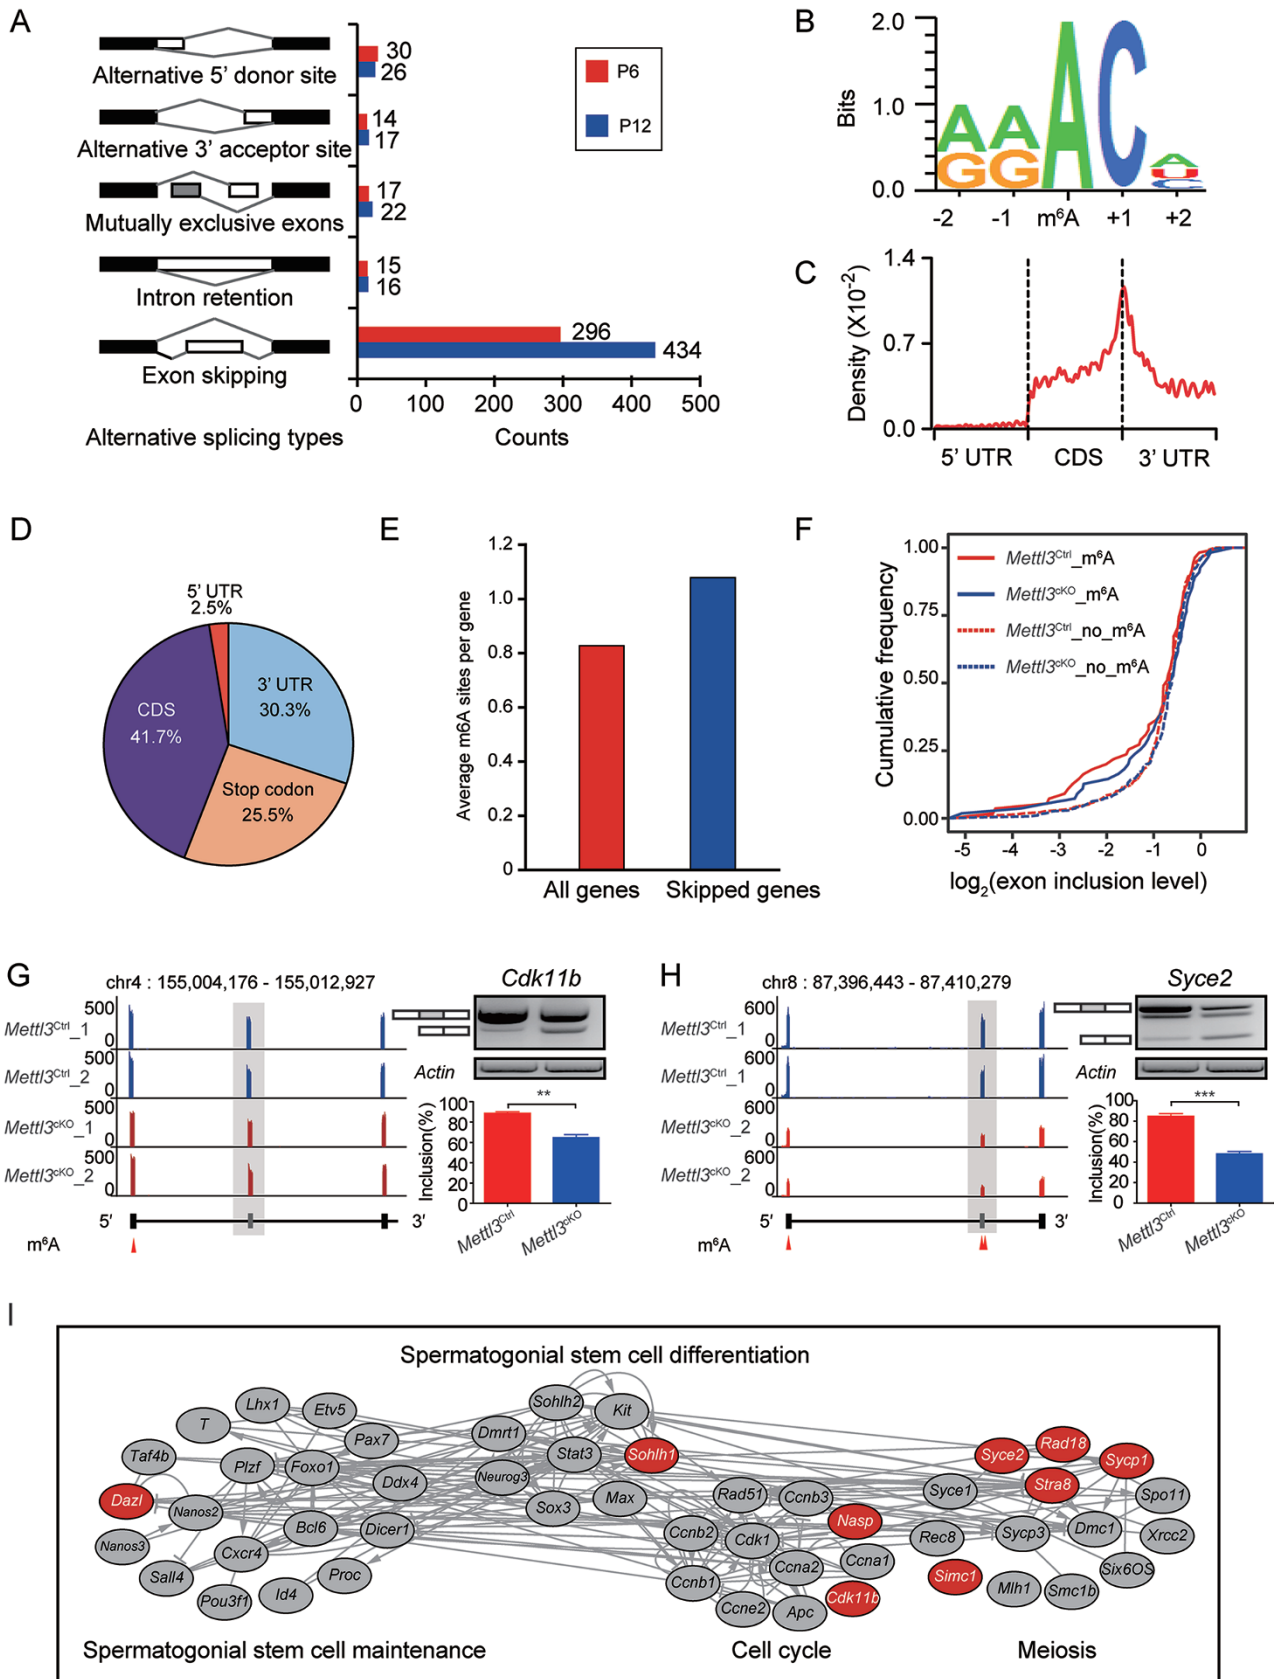 A
Alternative 5' donor site
30
26
Alternative 3' acceptor site
14
17
Mutually exclusive exons
17
22
Intron retention
15
16
Exon skipping
296
434
0 100 200 300 400 500
Alternative splicing types
Counts
P6
P12
B
Bits
2.0
1.0
0.0
A G A G A C A U C
-2 -1 m⁶A +1 +2
C
Density (X10⁻²)
1.4
0.7
0.0
5' UTR CDS 3' UTR
D
5' UTR
2.5%
3' UTR
30.3%
CDS
41.7%
Stop codon
25.5%
E
Average m6A sites per gene
1.2
1.0
0.8
0.6
0.4
0.2
0
All genes Skipped genes
F
Cumulative frequency
1.00
0.75
0.50
0.25
0.00
Mettl3ᶜᵗʳˡ_m⁶A
Mettl3ᶜᴷᴼ_m⁶A
Mettl3ᶜᵗʳˡ_no_m⁶A
Mettl3ᶜᴷᴼ_no_m⁶A
-5 -4 -3 -2 -1 0
log₂(exon inclusion level)
G
chr4 : 155,004,176 - 155,012,927
Cdk11b
Mettl3ᶜᵗʳˡ_1
500
0
Mettl3ᶜᵗʳˡ_2
500
0
Mettl3ᶜᴷᴼ_1
500
0
Mettl3ᶜᴷᴼ_2
500
0
5' 3'
m⁶A
Actin
**
Inclusion(%)
100
80
60
40
20
0
Mettl3ᶜᵗʳˡ
Mettl3ᶜᴷᴼ
H
chr8 : 87,396,443 - 87,410,279
Syce2
Mettl3ᶜᵗʳˡ_1
600
0
Mettl3ᶜᵗʳˡ_1
600
0
Mettl3ᶜᴷᴼ_2
600
0
Mettl3ᶜᴷᴼ_2
600
0
5' 3'
m⁶A
Actin
***
Inclusion(%)
100
80
60
40
20
0
Mettl3ᶜᵗʳˡ
Mettl3ᶜᴷᴼ
I
Spermatogonial stem cell differentiation
Lhx1
Etv5
T
Pax7
Taf4b
Plzf
Foxo1
Ddx4
Dazl
Nanos2
Bcl6
Dicer1
Nanos3
Cxcr4
Sall4
Proc
Pou3f1
Id4
Sohlh2
Kit
Dmrt1
Stat3
Sohlh1
Neurog3
Sox3
Max
Rad51
Ccnb3
Nasp
Ccnb2
Cdk1
Ccna2
Ccna1
Ccnb1
Cdk11b
Ccne2
Apc
Syce2
Rad18
Sycp1
Syce1
Stra8
Spo11
Rec8
Sycp3
Dmc1
Xrcc2
Simc1
Mlh1
Smc1b
Six6OS
Spermatogonial stem cell maintenance
Cell cycle
Meiosis